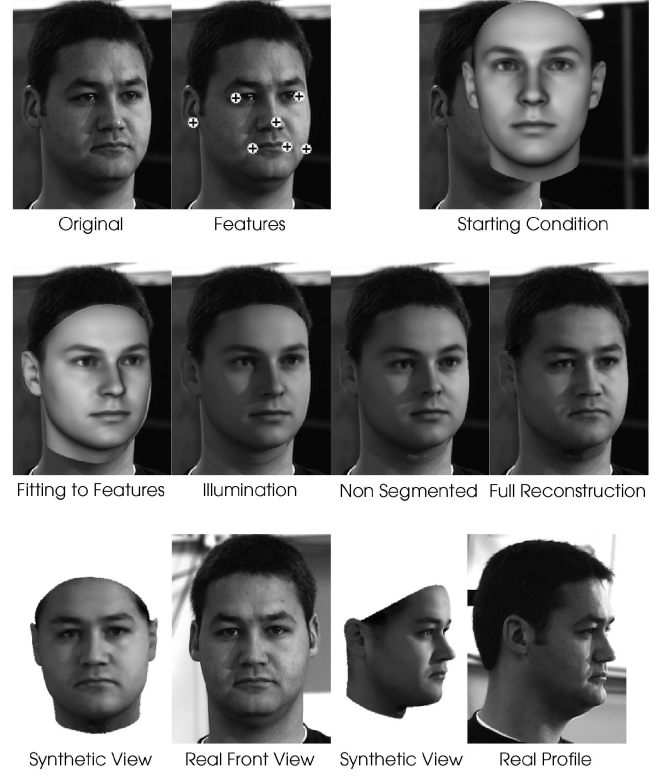 Original Features Starting Condition
Fitting to Features Illumination Non Segmented Full Reconstruction
Synthetic View Real Front View Synthetic View Real Profile